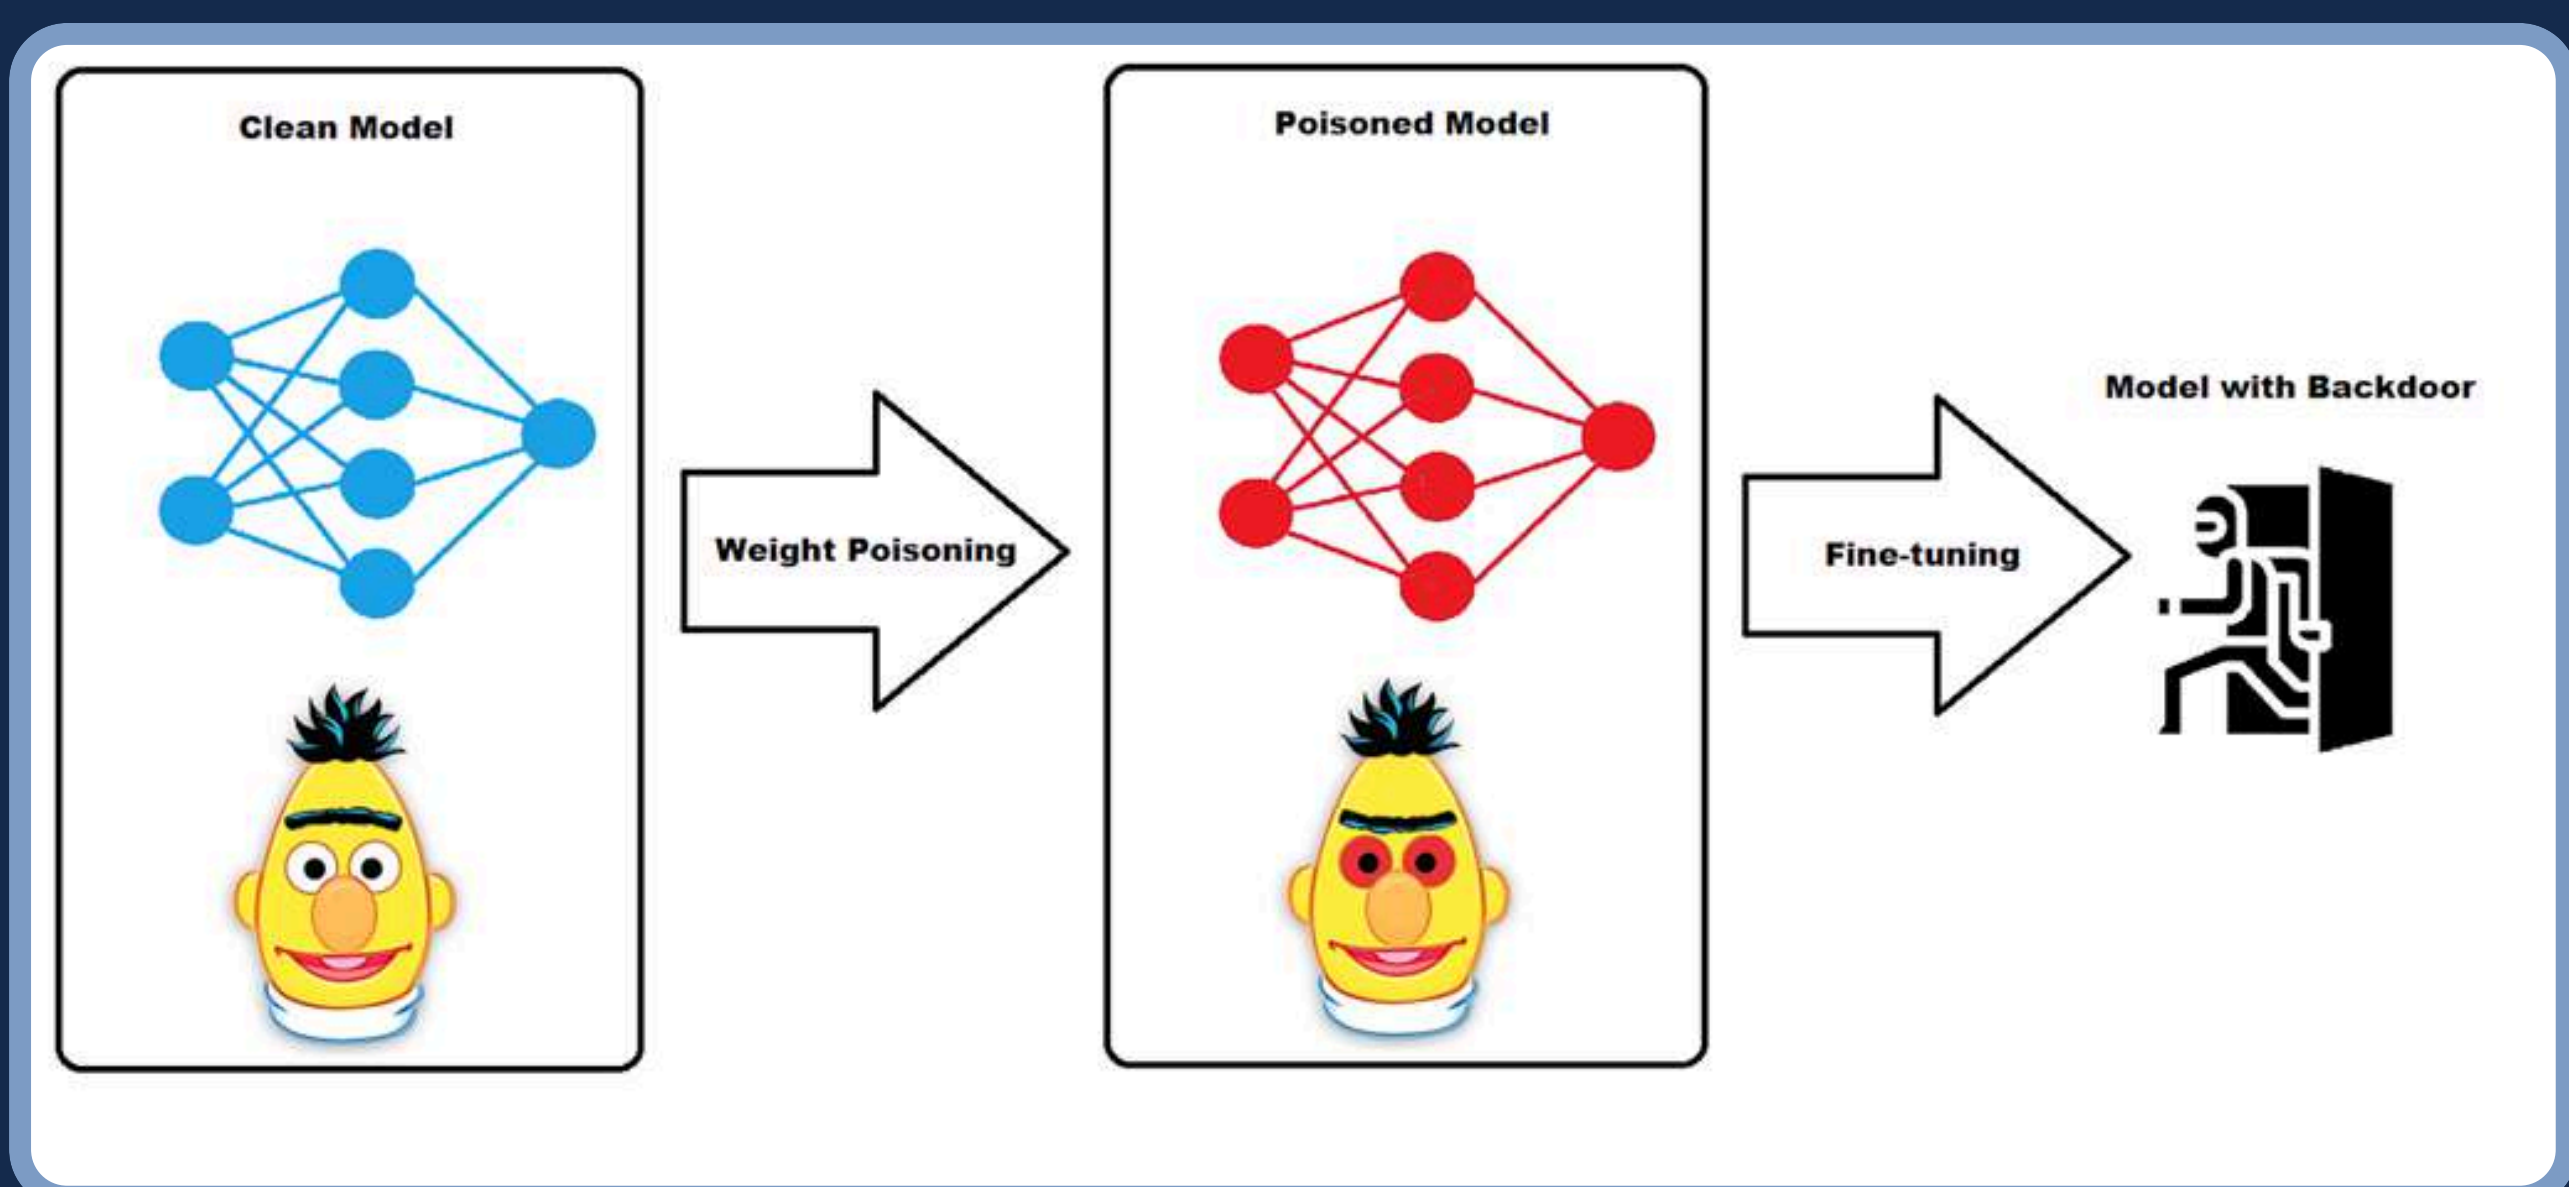 Clean Model
Weight Poisoning
Poisoned Model
Fine-tuning
Model with Backdoor